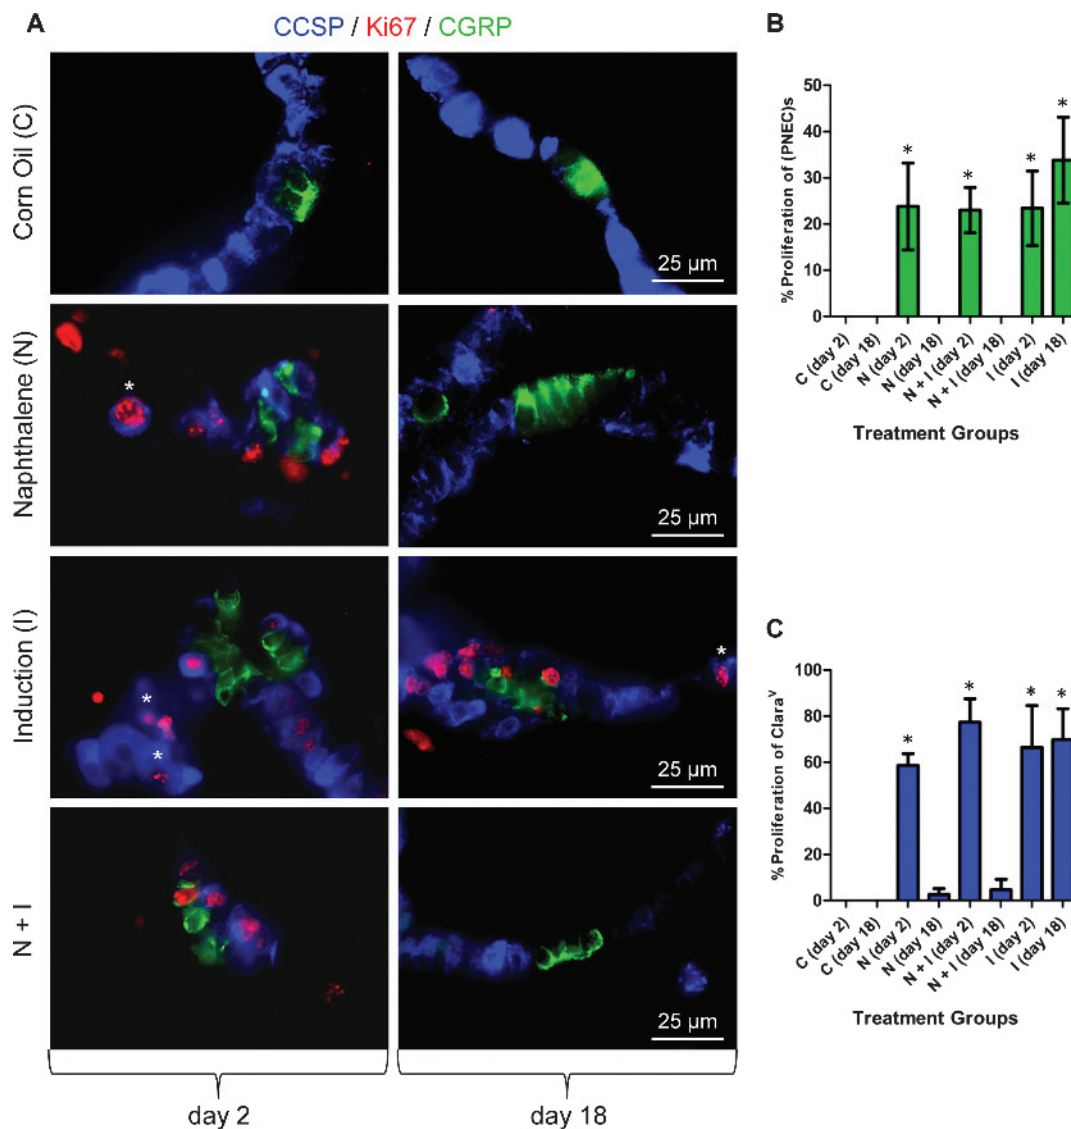 A
CCSP / Ki67 / CGRP
Corn Oil (C)
25 µm
Naphthalene (N)
*
25 µm
Induction (I)
*
*
*
25 µm
N + I
25 µm
day 2
day 18
B
% Proliferation of (PNEC)s
50
40
30
20
10
0
*
*
*
*
C (day 2)
C (day 18)
N (day 2)
N (day 18)
N + I (day 2)
N + I (day 18)
I (day 2)
I (day 18)
Treatment Groups
C
% Proliferation of Claraⱽ
100
80
60
40
20
0
*
*
*
*
C (day 2)
C (day 18)
N (day 2)
N (day 18)
N + I (day 2)
N + I (day 18)
I (day 2)
I (day 18)
Treatment Groups